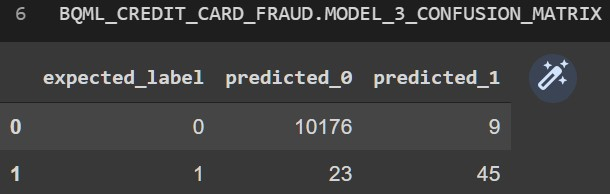 6 BQML_CREDIT_CARD_FRAUD.MODEL_3_CONFUSION_MATRIX
expected_label predicted_0 predicted_1
0 0 10176 9
1 1 23 45